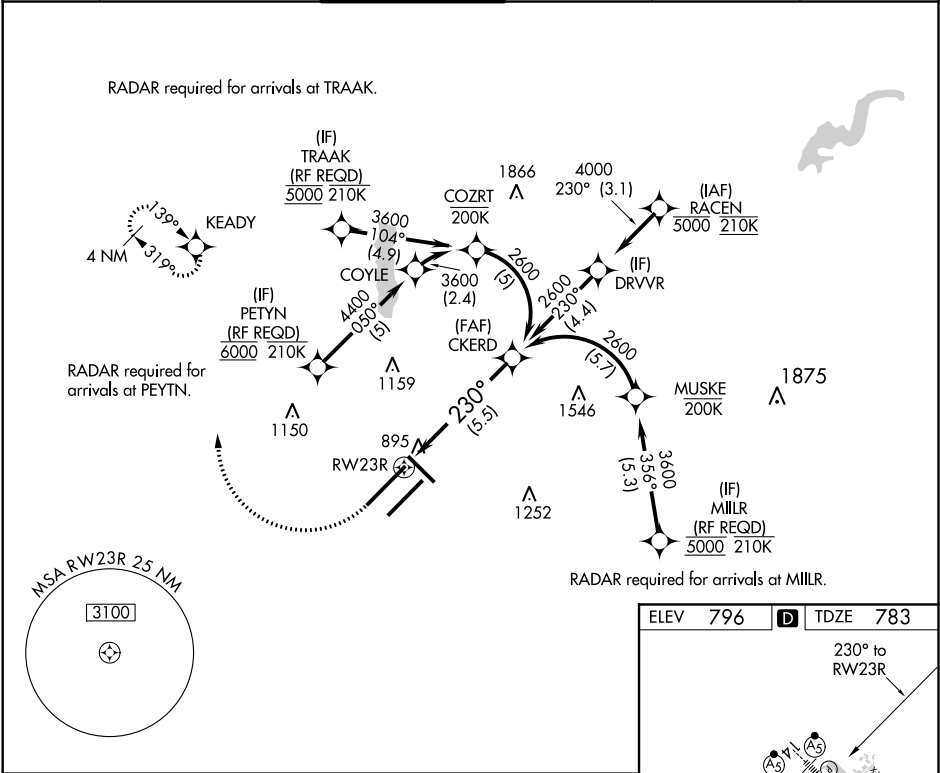 RADAR required for arrivals at TRAAK.
(IF)
TRAAK
(RF REQD)
5000 210K
COZRT
200K
1866
4000
230° (3.1)
(IAF)
RACEN
5000 210K
139°
319°
4 NM
KEADY
3600
104°
(4.9)
COYLE
3600
(2.4)
2600
(5)
(IF)
DRVVR
2600
230°
(4.4)
(IF)
PETYN
(RF REQD)
6000 210K
4400
050°
(5)
(FAF)
CKERD
2600
(5.7)
RADAR required for
arrivals at PEYTN.
1159
1150
230°
(5.5)
1546
MUSKE
200K
1875
895
RW23R
1252
3600
356°
(5.3)
(IF)
MIILR
(RF REQD)
5000 210K
RADAR required for arrivals at MIILR.
MSA RW23R 25 NM
3100
ELEV 796 D TDZE 783
230° to
RW23R
A5
A5